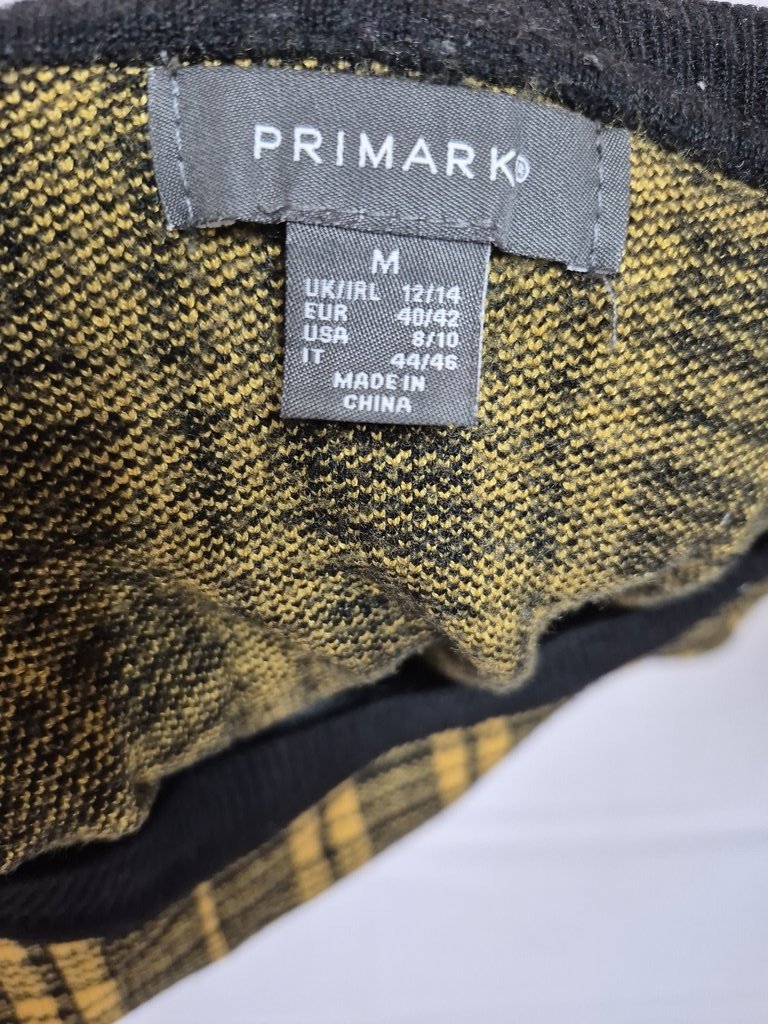 PRIMARK®
M
UK/IRL 12/14
EUR 40/42
USA 8/10
IT 44/46
MADE IN
CHINA